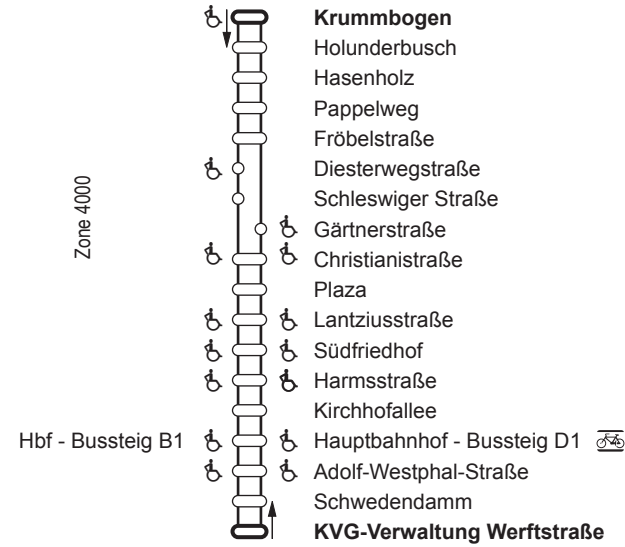 Krummbogen
Holunderbusch
Hasenholz
Pappelweg
Fröbelstraße
Diesterwegstraße
Schleswiger Straße
Gärtnerstraße
Christianistraße
Plaza
Lantziusstraße
Südfriedhof
Harmsstraße
Kirchhofallee
Hbf - Bussteig B1 Hauptbahnhof - Bussteig D1
Adolf-Westphal-Straße
Schwedendamm
KVG-Verwaltung Werftstraße
Zone 4000